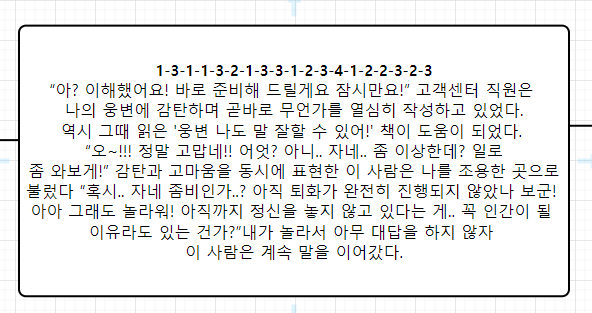 1-3-1-1-3-2-1-3-3-1-2-3-4-1-2-2-3-2-3
“아? 이해했어요! 바로 준비해 드릴게요 잠시만요!” 고객센터 직원은
나의 웅변에 감탄하며 곧바로 무언가를 열심히 작성하고 있었다.
역시 그때 읽은 '웅변 나도 말 잘할 수 있어!' 책이 도움이 되었다.
“오~!!! 정말 고맙네!! 어엇? 아니.. 자네.. 좀 이상한데? 일로
좀 와보게!” 감탄과 고마움을 동시에 표현한 이 사람은 나를 조용한 곳으로
불렀다 “혹시.. 자네 좀비인가..? 아직 퇴화가 완전히 진행되지 않았나 보군!
아아 그래도 놀라워! 아직까지 정신을 놓지 않고 있다는 게.. 꼭 인간이 될
이유라도 있는 건가?”내가 놀라서 아무 대답을 하지 않자
이 사람은 계속 말을 이어갔다.